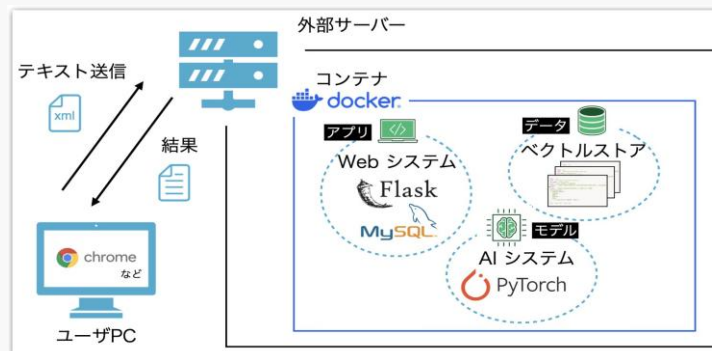 外部サーバー
テキスト送信
xml
結果
chrome
など
ユーザPC
コンテナ
docker
アプリ
Web システム
Flask
MySQL
データ
ベクトルストア
モデル
AI システム
PyTorch